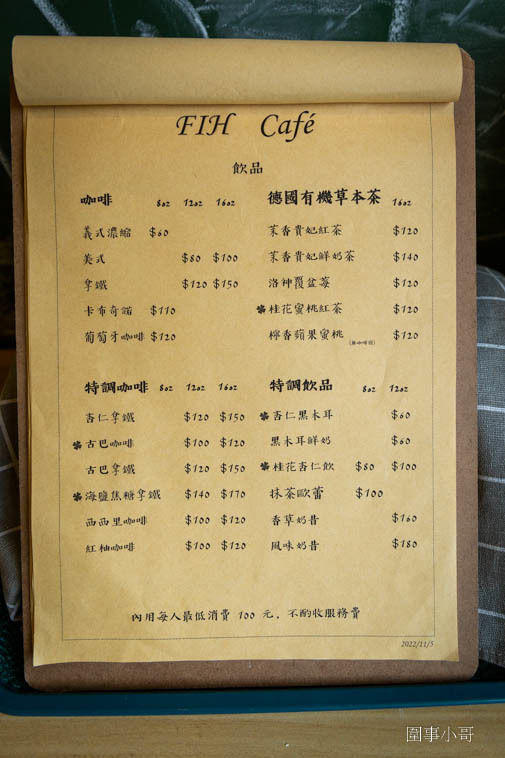 FIH Café
飲品
咖啡 8oz 12oz 16oz
義式濃縮 $60
美式 $80 $100
拿鐵 $120 $150
卡布奇諾 $110
葡萄牙咖啡 $120
德國有機草本茶 16oz
茉香貴妃紅茶 $120
茉香貴妃鮮奶茶 $140
洛神覆盆莓 $120
桂花蜜桃紅茶 $120
檸香蘋果蜜桃 $120
(無咖啡因)
特調咖啡 8oz 12oz 16oz
杏仁拿鐵 $120 $150
古巴咖啡 $100 $120
古巴拿鐵 $120 $150
海鹽焦糖拿鐵 $140 $170
西西里咖啡 $100 $120
紅柚咖啡 $100 $120
特調飲品 8oz 12oz
杏仁黑木耳 $60
黑木耳鮮奶 $60
桂花杏仁飲 $80 $100
抹茶歐蕾 $100
香草奶昔 $160
風味奶昔 $180
內用每人最低消費 100 元，不酌收服務費
2022/11/5
圍事小哥